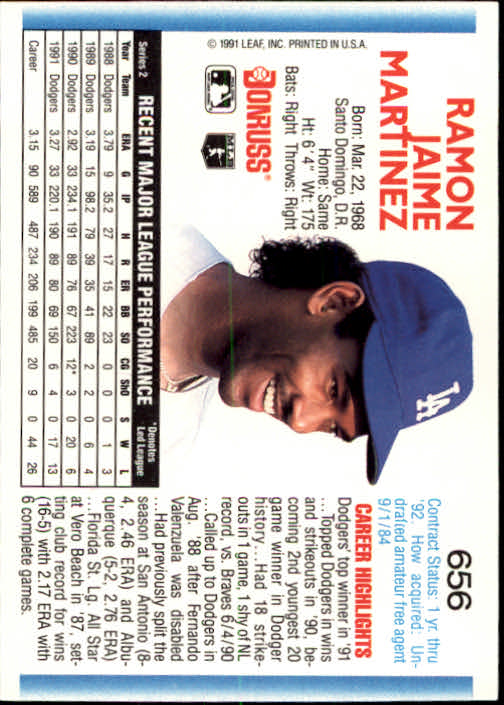 656
RAMON
JAIME
MARTINEZ
Born: Mar. 22, 1968
Santo Domingo, D.R.
Home: Same
Ht: 6'4" Wt: 175
Bats: Right Throws: Right
DONRUSS
MLBPA
© 1991 LEAF, INC. PRINTED IN U.S.A.
LA
Contract Status: 1 yr. thru
'92. How acquired: Un-
drafted amateur free agent
9/1/84
CAREER HIGHLIGHTS
Dodgers' top winner in '91
...Topped Dodgers in wins
and strikeouts in '90, be-
coming 2nd youngest 20
game winner in Dodger
history...Had 18 strike-
outs in 1 game, 1 shy of NL
record, vs. Braves 6/4/90
...Called up to Dodgers in
Aug. '88 after Fernando
Valenzuela was disabled
...Had previously split the
season at San Antonio (8-
4, 2.46 ERA) and Albu-
querque (5-2, 2.76 ERA)
...Florida St. Lg. All Star
at Vero Beach in '87, set-
ting club record for wins
(16-5) with 2.17 ERA with
6 complete games.
Series 2 RECENT MAJOR LEAGUE PERFORMANCE *Denotes
Led League
Year Team ERA G IP H R ER BB SO CG ShO S W L
1988 Dodgers 3.79 9 35.2 27 17 15 22 23 0 0 0 1 3
1989 Dodgers 3.19 15 98.2 79 39 35 41 89 2 2 0 6 4
1990 Dodgers 2.92 33 234.1 191 89 76 67 223 12* 3 0 20 6
1991 Dodgers 3.27 33 220.1 190 89 80 69 150 6 4 0 17 13
Career 3.15 90 589 487 234 206 199 485 20 9 0 44 26